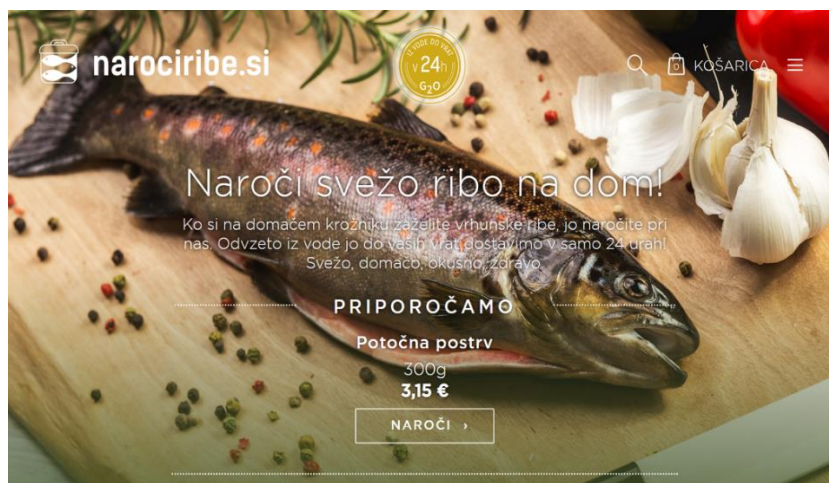 narociribe.si
IZ VODE DO VRAT
v 24h
G2O
0
KOŠARICA
Naroči svežo ribo na dom!
Ko si na domačem krožniku zaželite vrhunske ribe, jo naročite pri
nas. Odvzeto iz vode jo do vaših vrat dostavimo v samo 24 urah!
Svežo, domačo, okusno, zdravo.
PRIPOROČAMO
Potočna postrv
300g
3,15 €
NAROČI ›